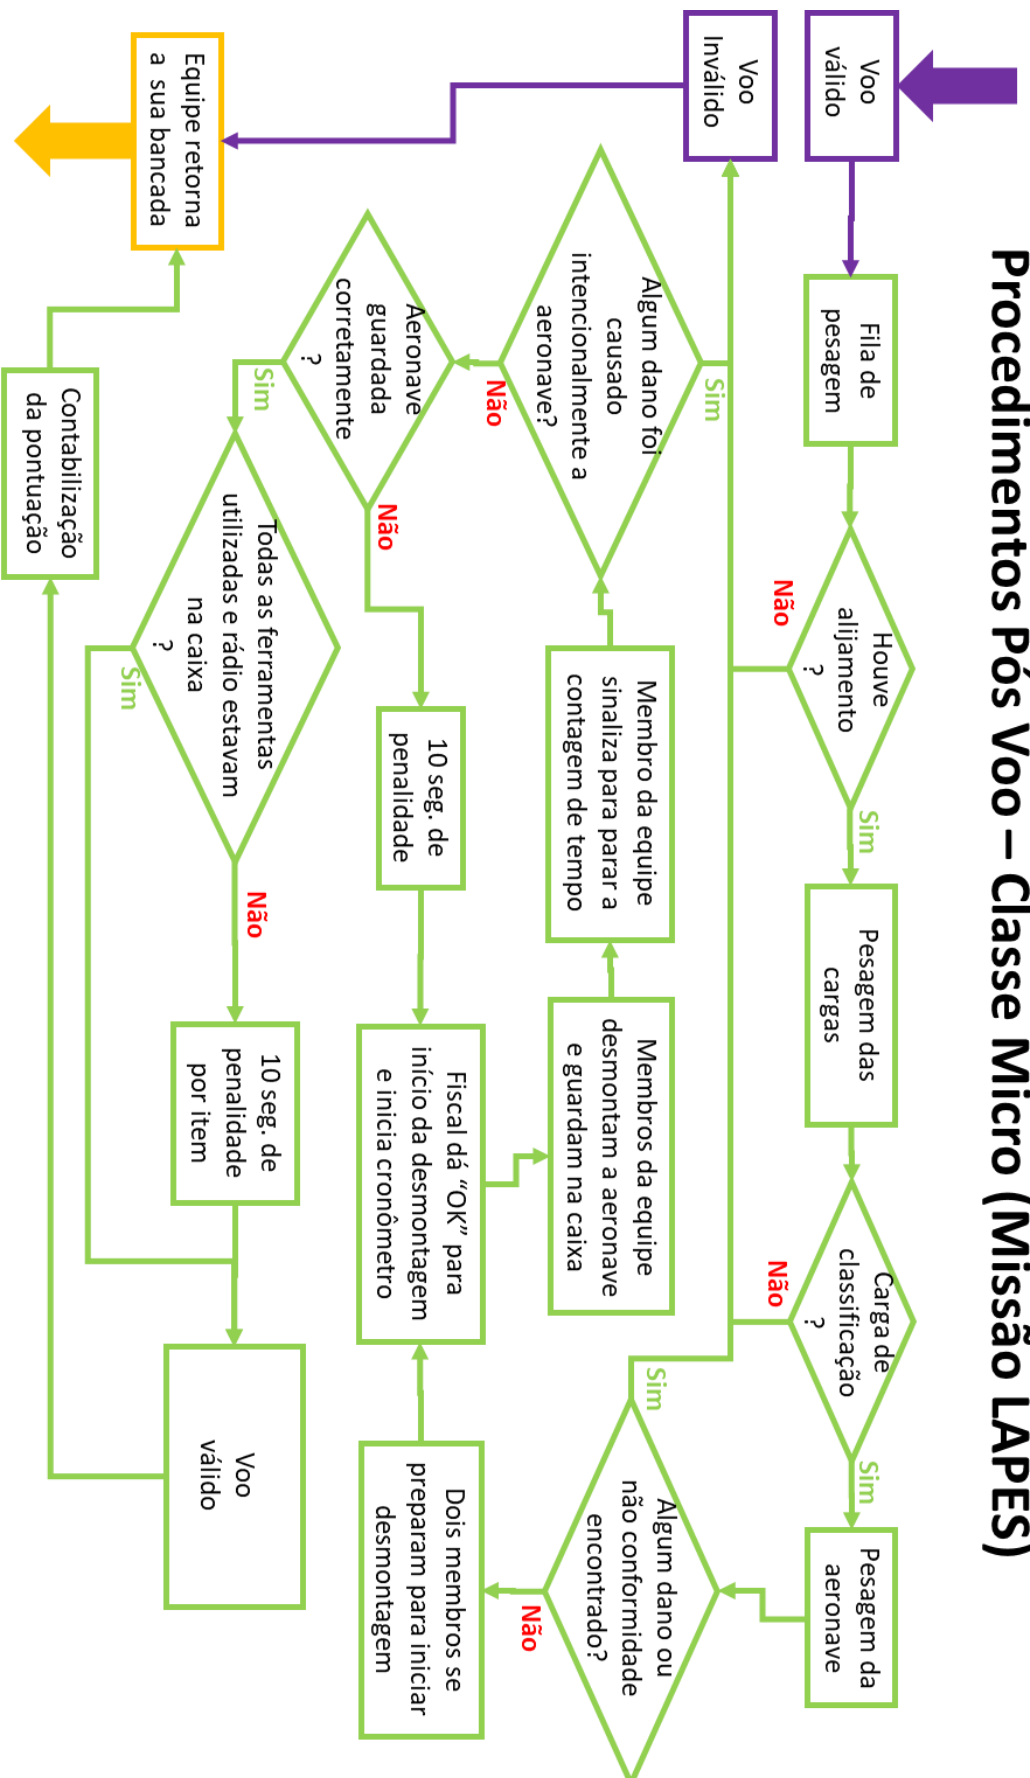 Procedimentos Pós Voo – Classe Micro (Missão LAPES)
Voo
válido
Fila de
pesagem
Houve
alijamento
?
Não
Sim
Pesagem das
cargas
Carga de
classificação
?
Não
Sim
Pesagem da
aeronave
Voo
Inválido
Algum dano foi
causado
intencionalmente a
aeronave?
Sim
Não
Membro da equipe
sinaliza para parar a
contagem de tempo
Membros da equipe
desmontam a aeronave
e guardam na caixa
Sim
Algum dano ou
não conformidade
encontrado?
Não
Aeronave
guardada
corretamente
?
Sim
Não
10 seg. de
penalidade
Fiscal dá “OK” para
início da desmontagem
e inicia cronômetro
Dois membros se
preparam para iniciar
desmontagem
Equipe retorna
a sua bancada
Todas as ferramentas
utilizadas e rádio estavam
na caixa
?
Sim
Não
10 seg. de
penalidade
por item
Voo
válido
Contabilização
da pontuação